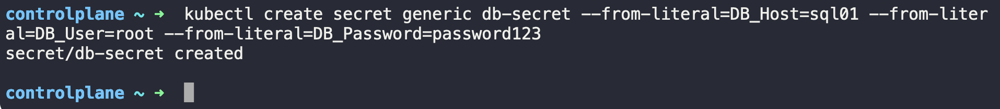 controlplane ~ ➜  kubectl create secret generic db-secret --from-literal=DB_Host=sql01 --from-liter
al=DB_User=root --from-literal=DB_Password=password123
secret/db-secret created
controlplane ~ ➜